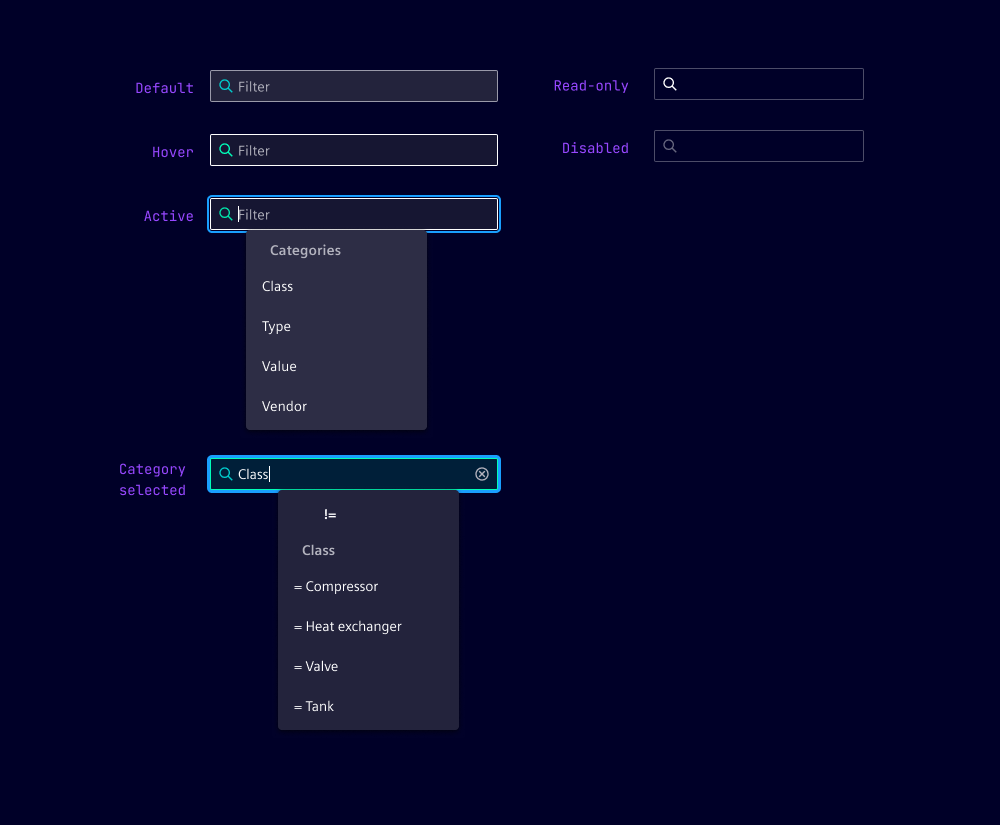 Default
Filter
Hover
Filter
Active
Filter
Categories
Class
Type
Value
Vendor
Category
selected
Class
!=
Class
= Compressor
= Heat exchanger
= Valve
= Tank
Read-only
Disabled